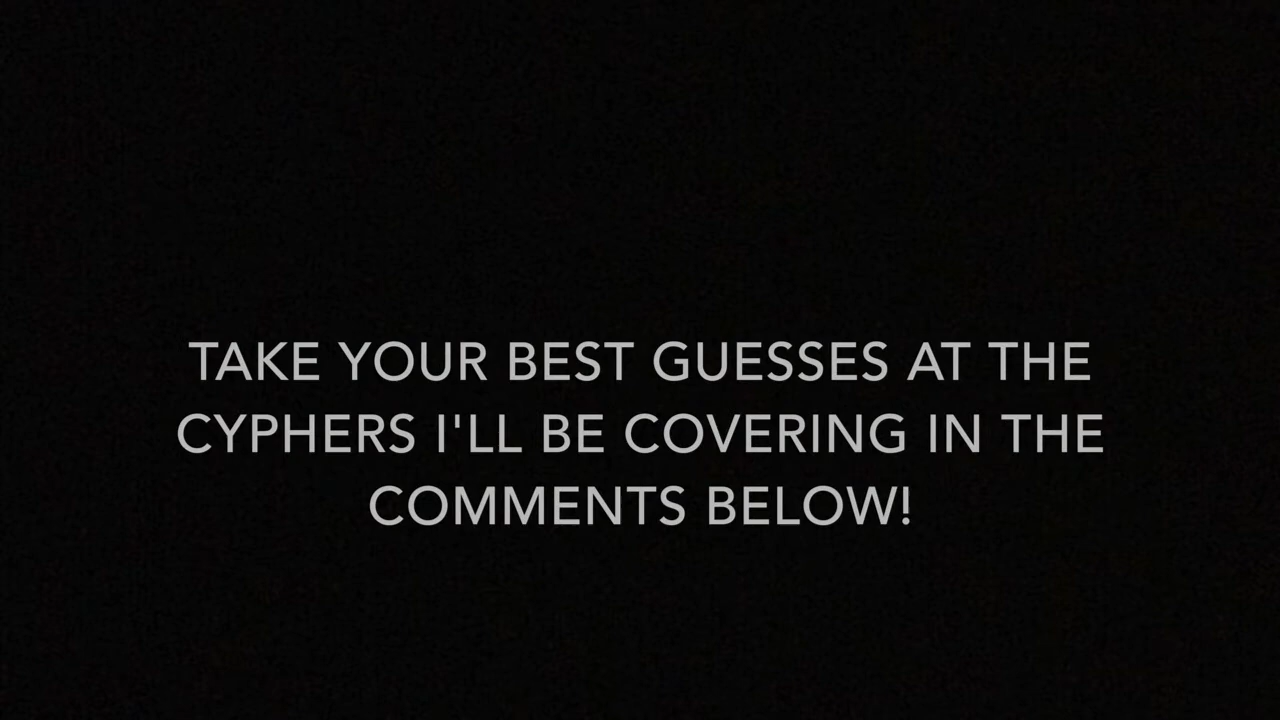 TAKE YOUR BEST GUESSES AT THE
CYPHERS I'LL BE COVERING IN THE
COMMENTS BELOW!